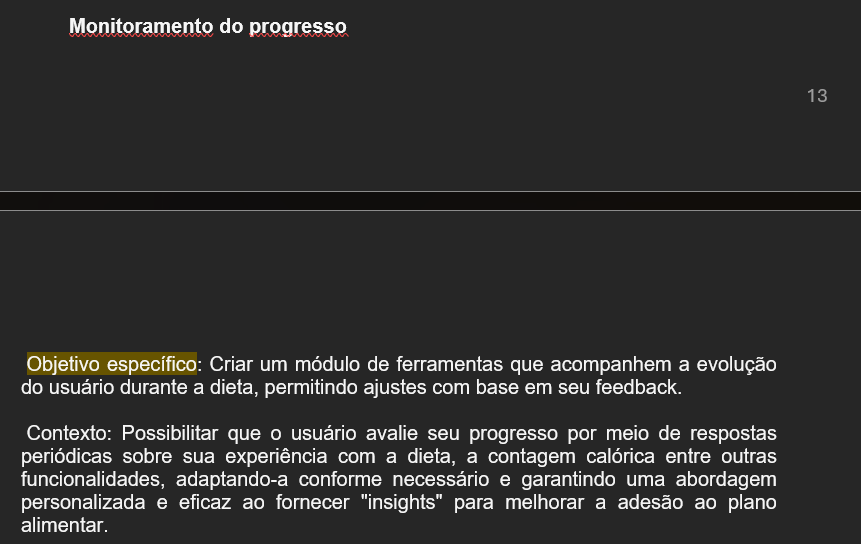 Monitoramento do progresso
13
Objetivo específico: Criar um módulo de ferramentas que acompanhem a evolução
do usuário durante a dieta, permitindo ajustes com base em seu feedback.
Contexto: Possibilitar que o usuário avalie seu progresso por meio de respostas
periódicas sobre sua experiência com a dieta, a contagem calórica entre outras
funcionalidades, adaptando-a conforme necessário e garantindo uma abordagem
personalizada e eficaz ao fornecer "insights" para melhorar a adesão ao plano
alimentar.